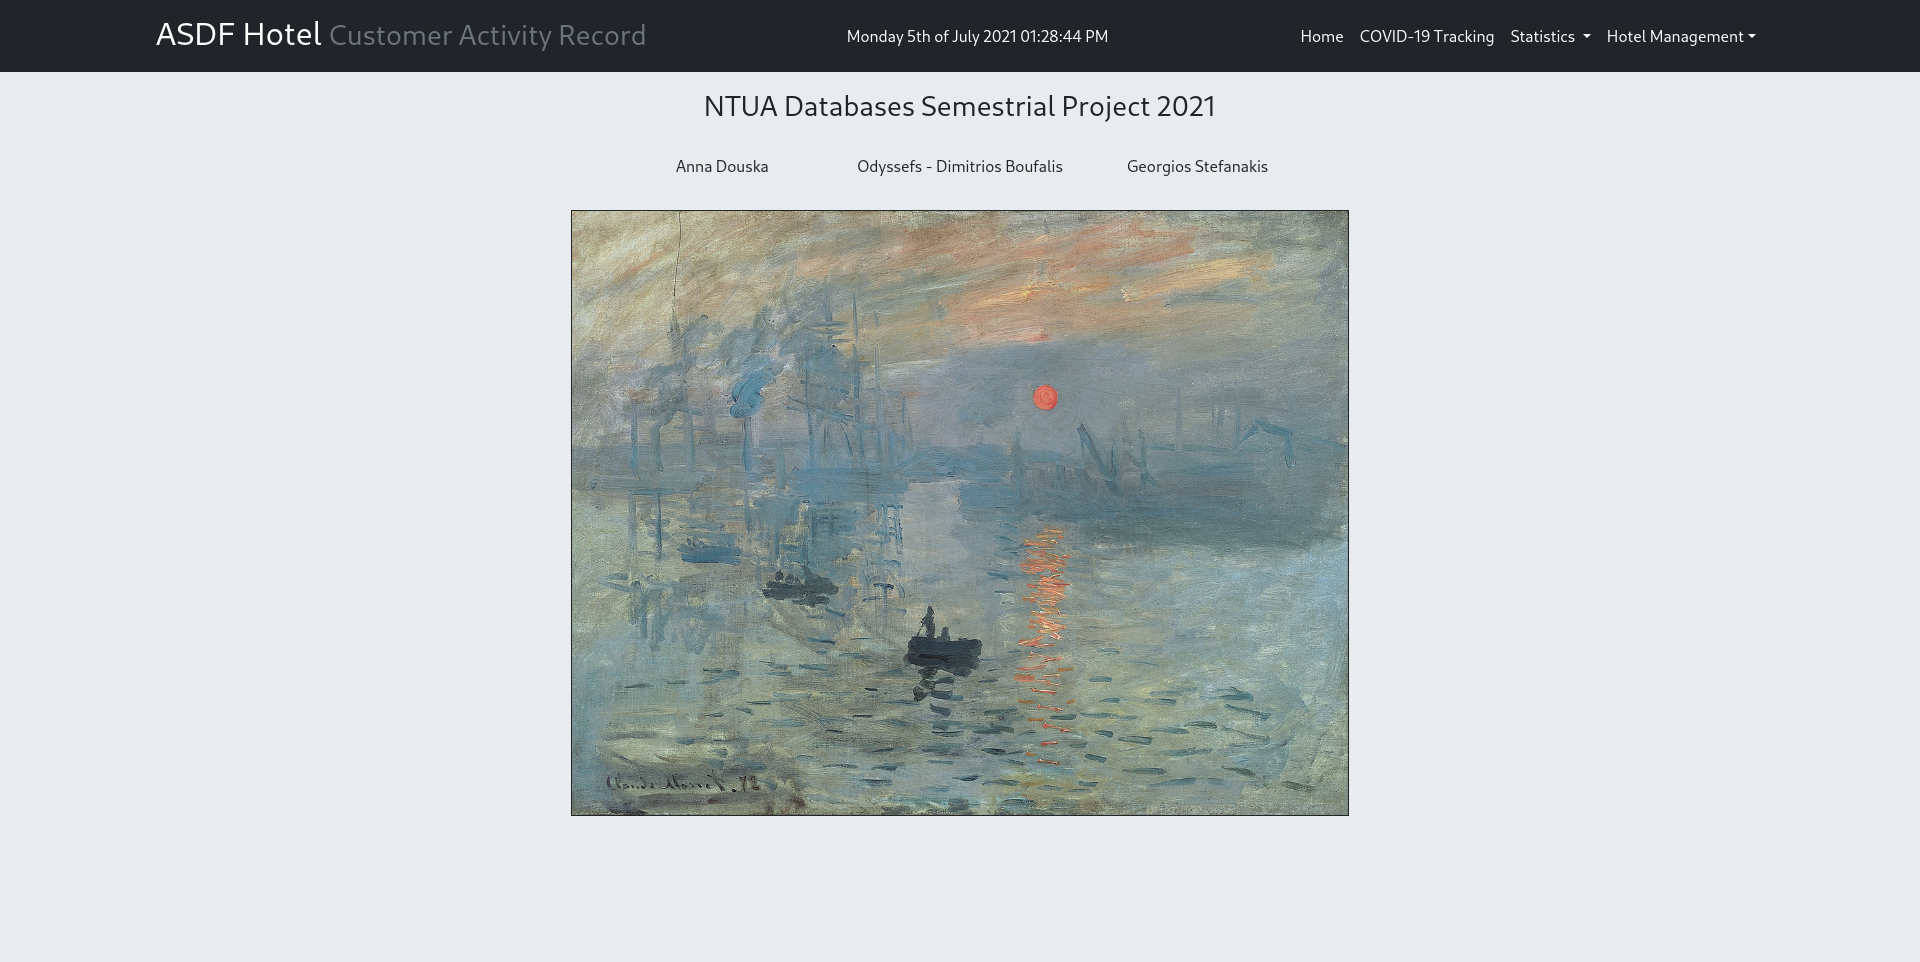 ASDF Hotel Customer Activity Record
Monday 5th of July 2021 01:28:44 PM
Home COVID-19 Tracking Statistics Hotel Management
NTUA Databases Semestrial Project 2021
Anna Douska Odyssefs - Dimitrios Boufalis Georgios Stefanakis
Claude Monet. 72